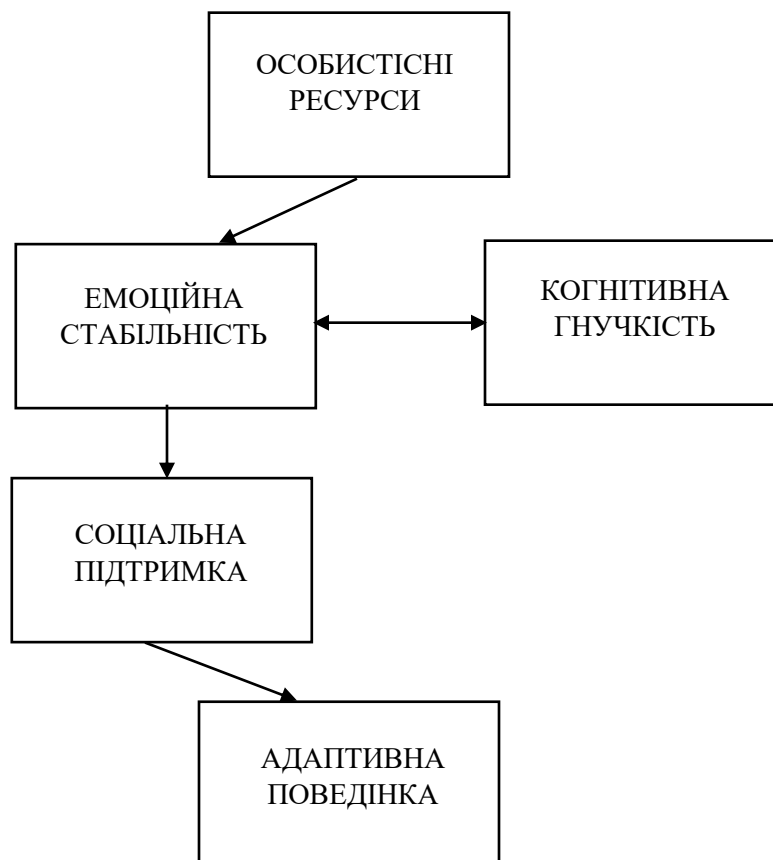 ОСОБИСТІСНІ
РЕСУРСИ
ЕМОЦІЙНА
СТАБІЛЬНІСТЬ
КОГНІТИВНА
ГНУЧКІСТЬ
СОЦІАЛЬНА
ПІДТРИМКА
АДАПТИВНА
ПОВЕДІНКА